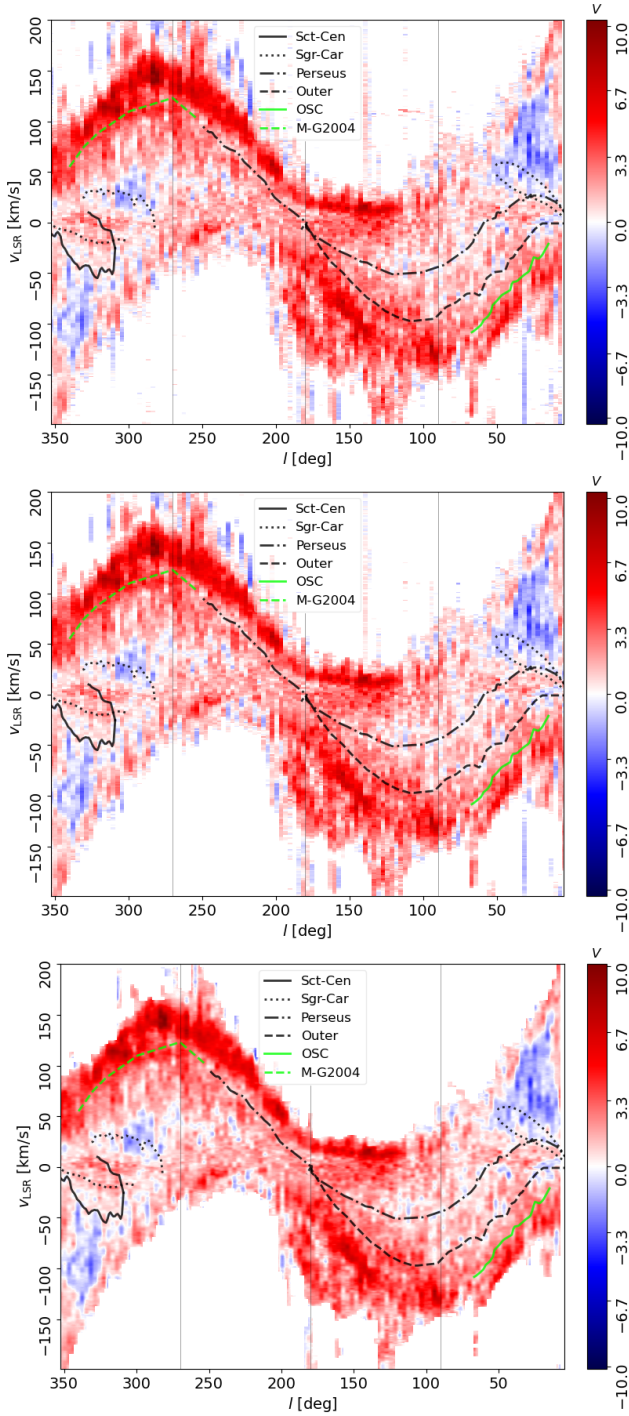 V
200
150
100
50
0
−50
−100
−150
v_LSR [km/s]
Sct-Cen
Sgr-Car
Perseus
Outer
OSC
M-G2004
350 300 250 200 150 100 50
l [deg]
10.0
6.7
3.3
0.0
−3.3
−6.7
−10.0
V
200
150
100
50
0
−50
−100
−150
v_LSR [km/s]
Sct-Cen
Sgr-Car
Perseus
Outer
OSC
M-G2004
350 300 250 200 150 100 50
l [deg]
10.0
6.7
3.3
0.0
−3.3
−6.7
−10.0
V
200
150
100
50
0
−50
−100
−150
v_LSR [km/s]
Sct-Cen
Sgr-Car
Perseus
Outer
OSC
M-G2004
350 300 250 200 150 100 50
l [deg]
10.0
6.7
3.3
0.0
−3.3
−6.7
−10.0